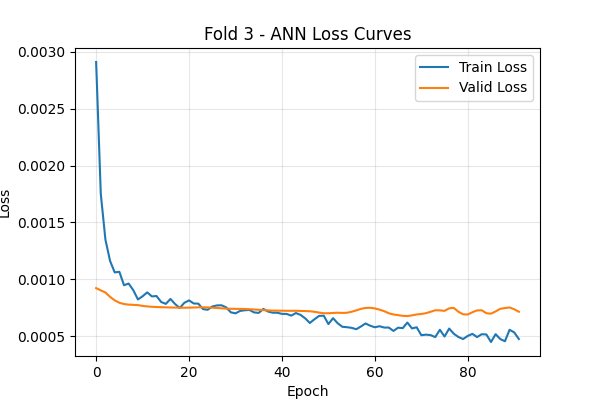 Fold 3 - ANN Loss Curves
Train Loss
Valid Loss
Loss
0.0030
0.0025
0.0020
0.0015
0.0010
0.0005
0 20 40 60 80
Epoch